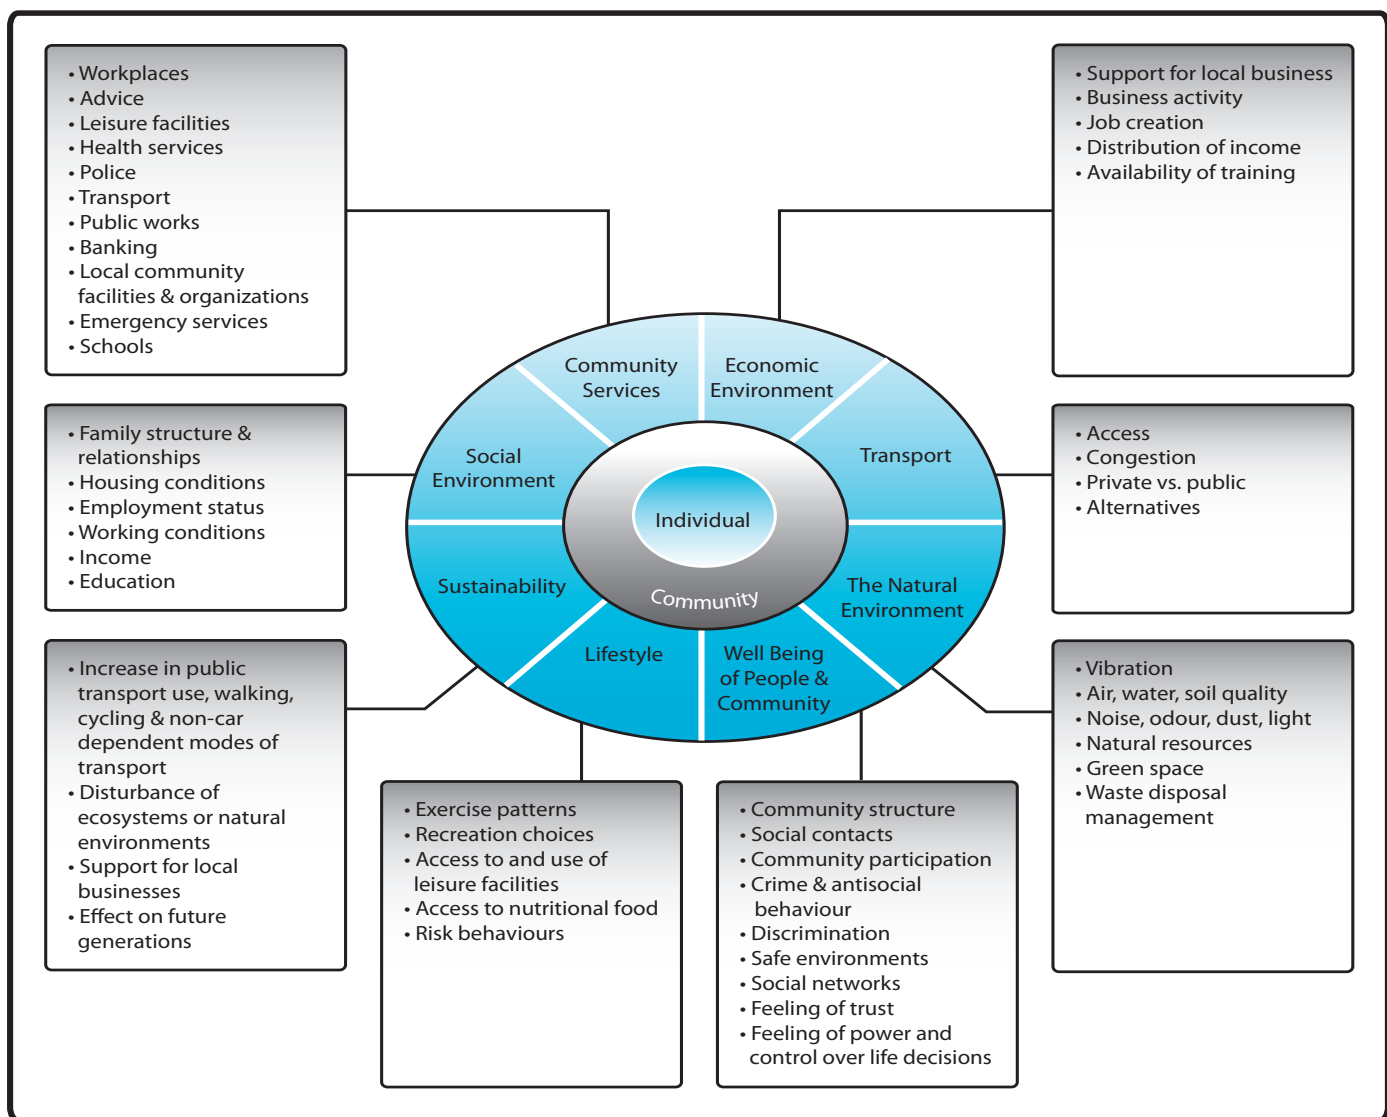 • Workplaces
• Advice
• Leisure facilities
• Health services
• Police
• Transport
• Public works
• Banking
• Local community
facilities & organizations
• Emergency services
• Schools
• Support for local business
• Business activity
• Job creation
• Distribution of income
• Availability of training
Community
Services
Economic
Environment
Social
Environment
Transport
Individual
Community
Sustainability
The Natural
Environment
Lifestyle
Well Being
of People &
Community
• Family structure &
relationships
• Housing conditions
• Employment status
• Working conditions
• Income
• Education
• Access
• Congestion
• Private vs. public
• Alternatives
• Increase in public
transport use, walking,
cycling & non-car
dependent modes of
transport
• Disturbance of
ecosystems or natural
environments
• Support for local
businesses
• Effect on future
generations
• Exercise patterns
• Recreation choices
• Access to and use of
leisure facilities
• Access to nutritional food
• Risk behaviours
• Community structure
• Social contacts
• Community participation
• Crime & antisocial
behaviour
• Discrimination
• Safe environments
• Social networks
• Feeling of trust
• Feeling of power and
control over life decisions
• Vibration
• Air, water, soil quality
• Noise, odour, dust, light
• Natural resources
• Green space
• Waste disposal
management